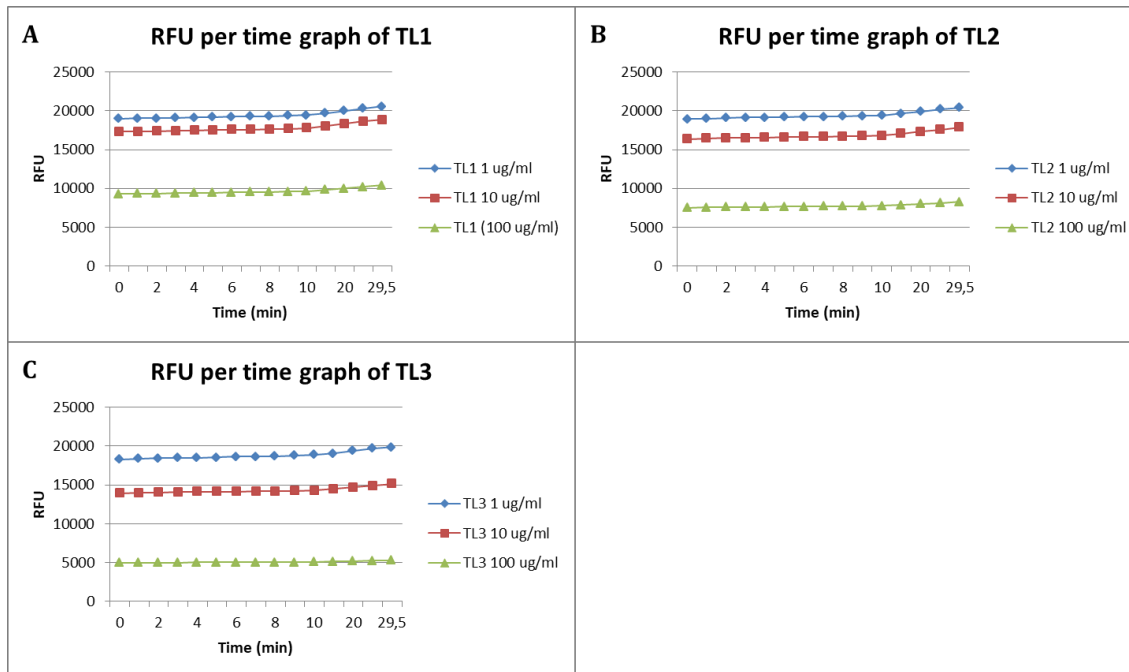 A
RFU per time graph of TL1
25000
20000
15000
10000
5000
0
RFU
0 2 4 6 8 10 20 29,5
Time (min)
TL1 1 ug/ml
TL1 10 ug/ml
TL1 (100 ug/ml)
B
RFU per time graph of TL2
25000
20000
15000
10000
5000
0
RFU
0 2 4 6 8 10 20 29,5
Time (min)
TL2 1 ug/ml
TL2 10 ug/ml
TL2 100 ug/ml
C
RFU per time graph of TL3
25000
20000
15000
10000
5000
0
RFU
0 2 4 6 8 10 20 29,5
Time (min)
TL3 1 ug/ml
TL3 10 ug/ml
TL3 100 ug/ml